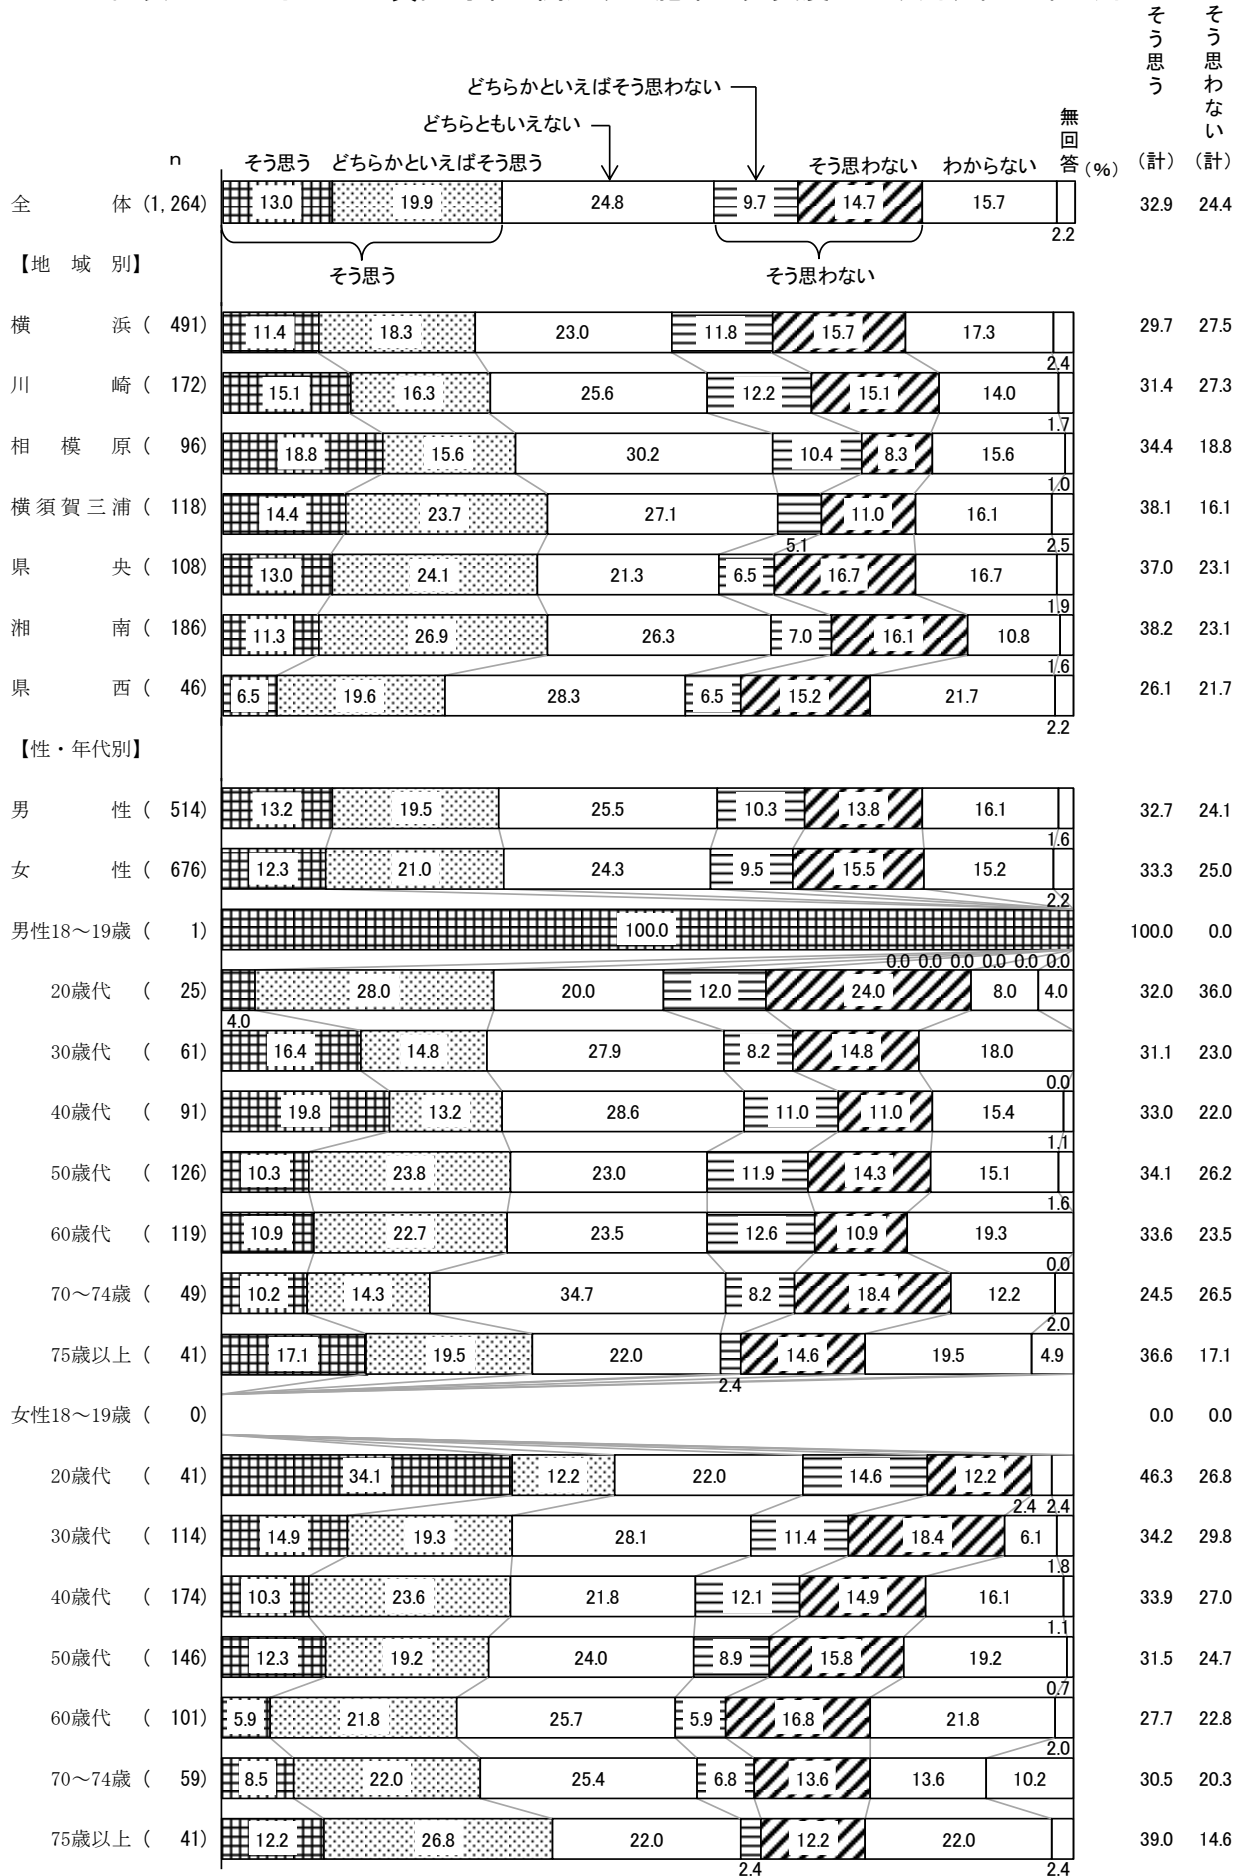 そう思う
そう思わない
どちらかといえばそう思わない
どちらともいえない
無回答
n そう思う どちらかといえばそう思う そう思わない わからない (%) (計) (計)
全体 (1,264) 13.0 19.9 24.8 9.7 14.7 15.7 32.9 24.4
2.2
【地 域 別】 そう思う そう思わない
横浜 ( 491) 11.4 18.3 23.0 11.8 15.7 17.3 29.7 27.5
2.4
川崎 ( 172) 15.1 16.3 25.6 12.2 15.1 14.0 31.4 27.3
1.7
相模原 ( 96) 18.8 15.6 30.2 10.4 8.3 15.6 34.4 18.8
1.0
横須賀三浦 ( 118) 14.4 23.7 27.1 11.0 16.1 38.1 16.1
5.1 2.5
県央 ( 108) 13.0 24.1 21.3 6.5 16.7 16.7 37.0 23.1
1.9
湘南 ( 186) 11.3 26.9 26.3 7.0 16.1 10.8 38.2 23.1
1.6
県西 ( 46) 6.5 19.6 28.3 6.5 15.2 21.7 26.1 21.7
2.2
【性・年代別】
男性 ( 514) 13.2 19.5 25.5 10.3 13.8 16.1 32.7 24.1
1.6
女性 ( 676) 12.3 21.0 24.3 9.5 15.5 15.2 33.3 25.0
2.2
男性18～19歳 ( 1) 100.0 100.0 0.0
0.0 0.0 0.0 0.0 0.0 0.0
20歳代 ( 25) 28.0 20.0 12.0 24.0 8.0 4.0 32.0 36.0
4.0
30歳代 ( 61) 16.4 14.8 27.9 8.2 14.8 18.0 31.1 23.0
0.0
40歳代 ( 91) 19.8 13.2 28.6 11.0 11.0 15.4 33.0 22.0
1.1
50歳代 ( 126) 10.3 23.8 23.0 11.9 14.3 15.1 34.1 26.2
1.6
60歳代 ( 119) 10.9 22.7 23.5 12.6 10.9 19.3 33.6 23.5
0.0
70～74歳 ( 49) 10.2 14.3 34.7 8.2 18.4 12.2 24.5 26.5
2.0
75歳以上 ( 41) 17.1 19.5 22.0 14.6 19.5 4.9 36.6 17.1
2.4
女性18～19歳 ( 0) 0.0 0.0
20歳代 ( 41) 34.1 12.2 22.0 14.6 12.2 46.3 26.8
2.4 2.4
30歳代 ( 114) 14.9 19.3 28.1 11.4 18.4 6.1 34.2 29.8
1.8
40歳代 ( 174) 10.3 23.6 21.8 12.1 14.9 16.1 33.9 27.0
1.1
50歳代 ( 146) 12.3 19.2 24.0 8.9 15.8 19.2 31.5 24.7
0.7
60歳代 ( 101) 5.9 21.8 25.7 5.9 16.8 21.8 27.7 22.8
2.0
70～74歳 ( 59) 8.5 22.0 25.4 6.8 13.6 13.6 10.2 30.5 20.3
75歳以上 ( 41) 12.2 26.8 22.0 12.2 22.0 39.0 14.6
2.4 2.4